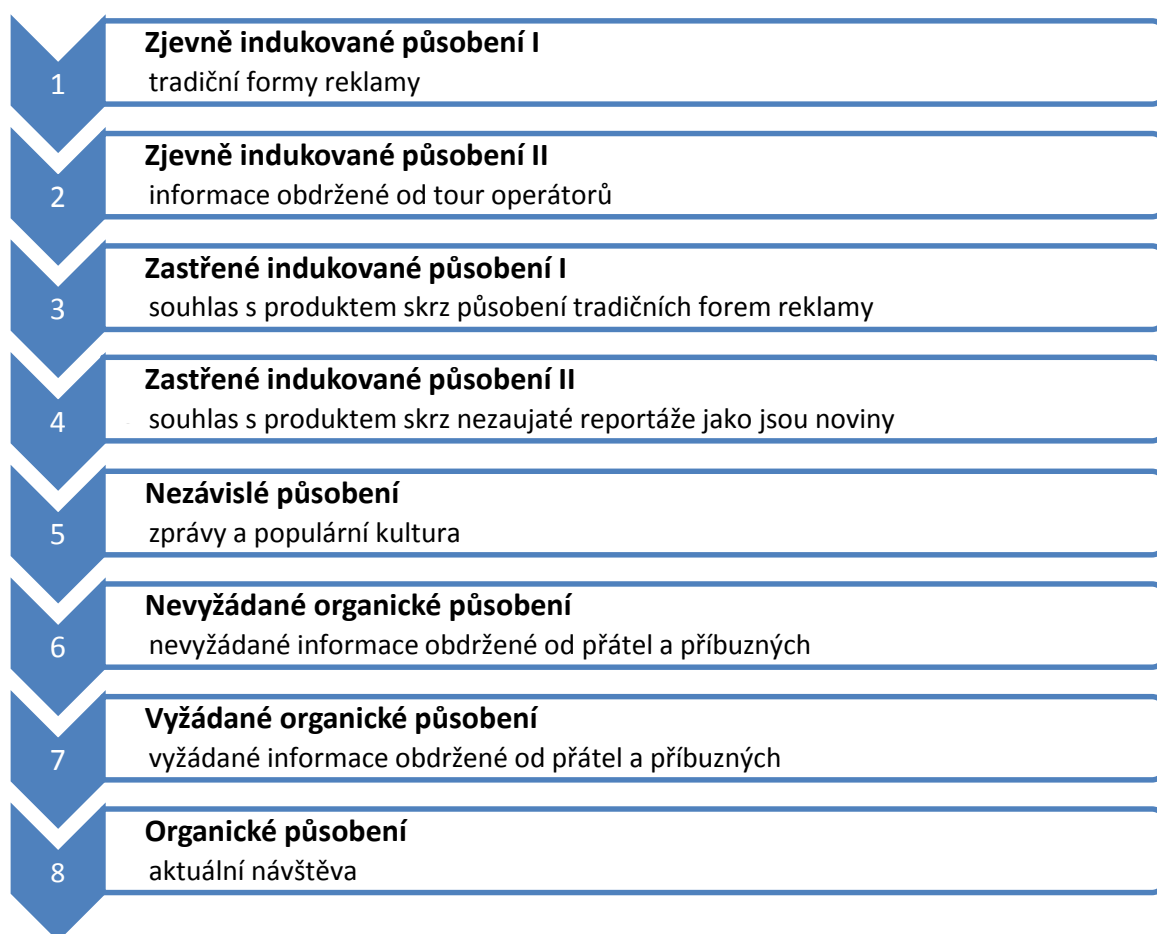 Zjevně indukované působení I
1
tradiční formy reklamy
Zjevně indukované působení II
2
informace obdržené od tour operátorů
Zastřené indukované působení I
3
souhlas s produktem skrz působení tradičních forem reklamy
Zastřené indukované působení II
4
souhlas s produktem skrz nezaujaté reportáže jako jsou noviny
Nezávislé působení
5
zprávy a populární kultura
Nevyžádané organické působení
6
nevyžádané informace obdržené od přátel a příbuzných
Vyžádané organické působení
7
vyžádané informace obdržené od přátel a příbuzných
Organické působení
8
aktuální návštěva